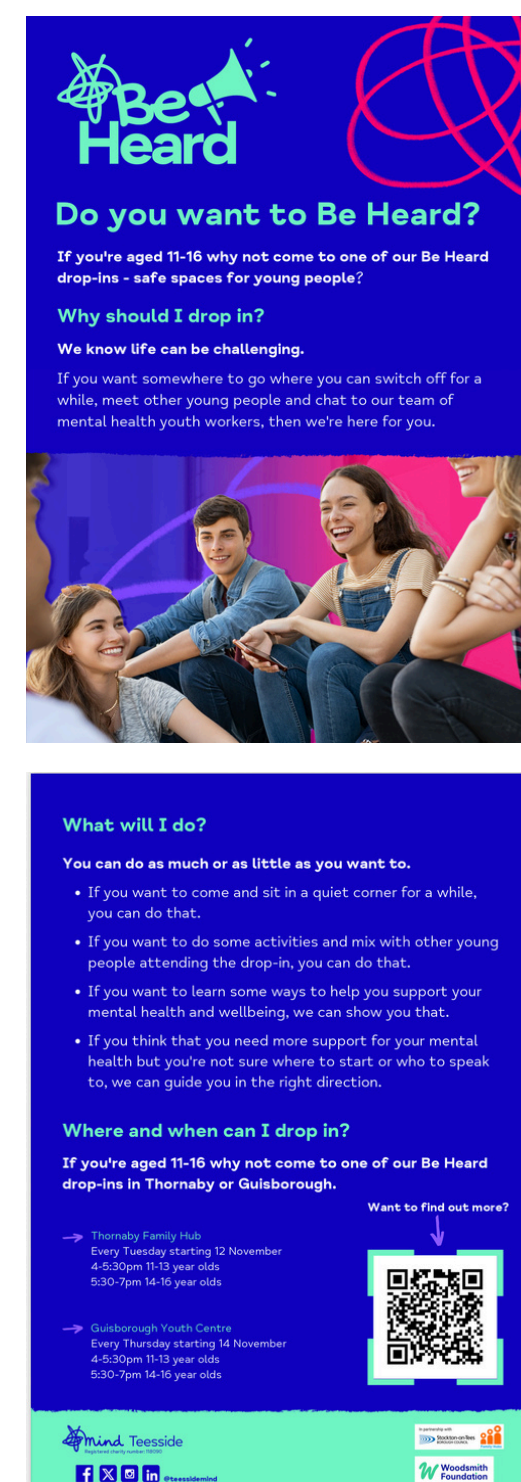 Be
Heard
Do you want to Be Heard?
If you're aged 11-16 why not come to one of our Be Heard
drop-ins - safe spaces for young people?
Why should I drop in?
We know life can be challenging.
If you want somewhere to go where you can switch off for a
while, meet other young people and chat to our team of
mental health youth workers, then we're here for you.
What will I do?
You can do as much or as little as you want to.
• If you want to come and sit in a quiet corner for a while,
you can do that.
• If you want to do some activities and mix with other young
people attending the drop-in, you can do that.
• If you want to learn some ways to help you support your
mental health and wellbeing, we can show you that.
• If you think that you need more support for your mental
health but you're not sure where to start or who to speak
to, we can guide you in the right direction.
Where and when can I drop in?
If you're aged 11-16 why not come to one of our Be Heard
drop-ins in Thornaby or Guisborough.
Want to find out more?
Thornaby Family Hub
Every Tuesday starting 12 November
4-5:30pm 11-13 year olds
5:30-7pm 14-16 year olds
Guisborough Youth Centre
Every Thursday starting 14 November
4-5:30pm 11-13 year olds
5:30-7pm 14-16 year olds
mind Teesside
Registered charity number:
In partnership with
Stockton-on-Tees
BOROUGH COUNCIL
Woodsmith
Foundation
@teessidemind